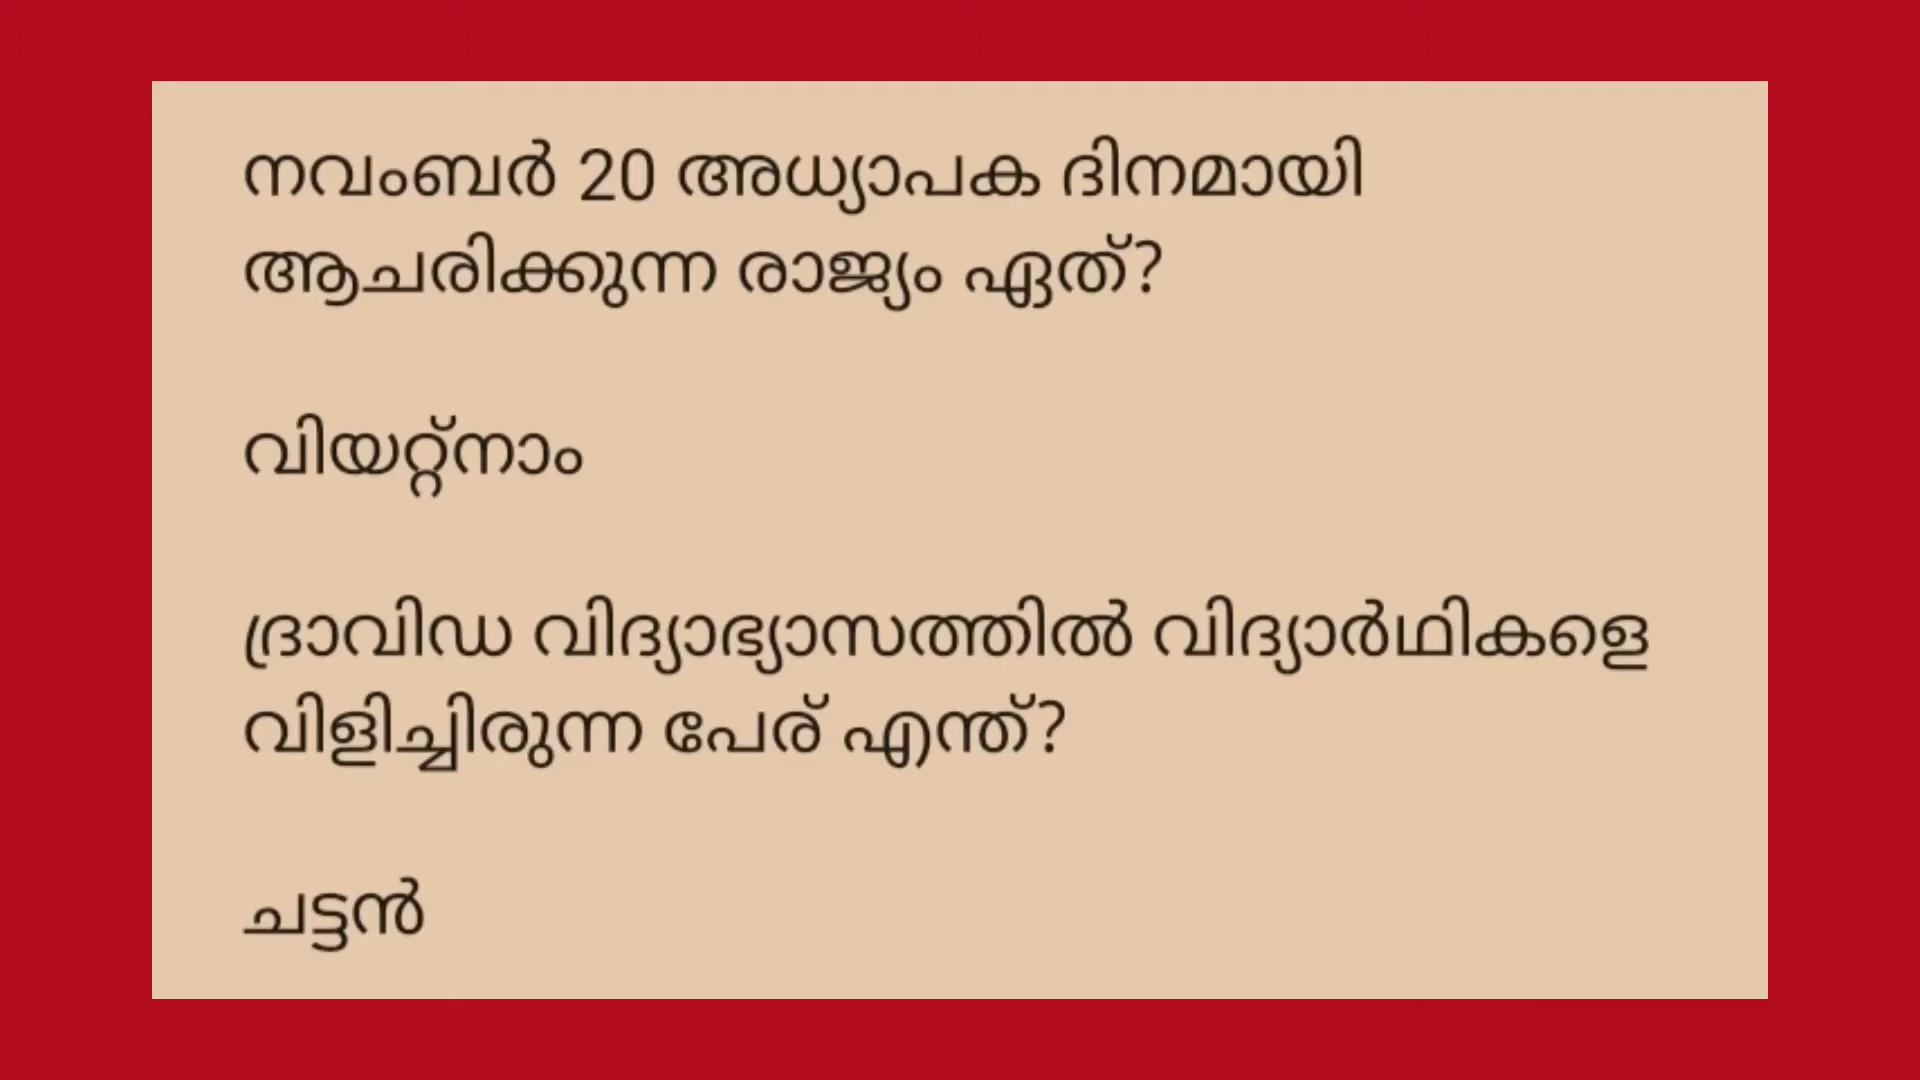 നവംബർ 20 അധ്യാപക ദിനമായി
ആചരിക്കുന്ന രാജ്യം ഏത്?
വിയറ്റ്നാം
ദ്രാവിഡ വിദ്യാഭ്യാസത്തിൽ വിദ്യാർഥികളെ
വിളിച്ചിരുന്ന പേര് എന്ത്?
ചട്ടൻ